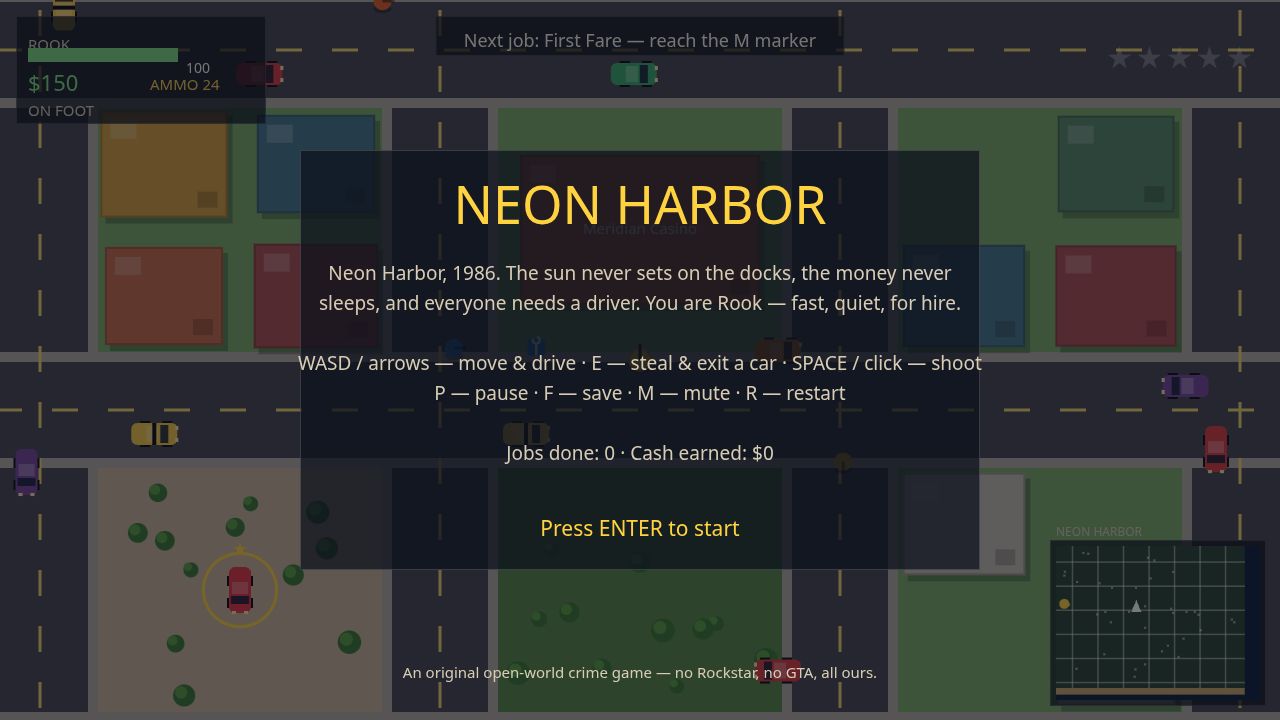 ROOK
100
$150
AMMO 24
ON FOOT
Next job: First Fare — reach the M marker
★★★★★
NEON HARBOR
Meridian Casino
Neon Harbor, 1986. The sun never sets on the docks, the money never
sleeps, and everyone needs a driver. You are Rook — fast, quiet, for hire.
WASD / arrows — move & drive · E — steal & exit a car · SPACE / click — shoot
P — pause · F — save · M — mute · R — restart
Jobs done: 0 · Cash earned: $0
Press ENTER to start
NEON HARBOR
An original open-world crime game — no Rockstar, no GTA, all ours.